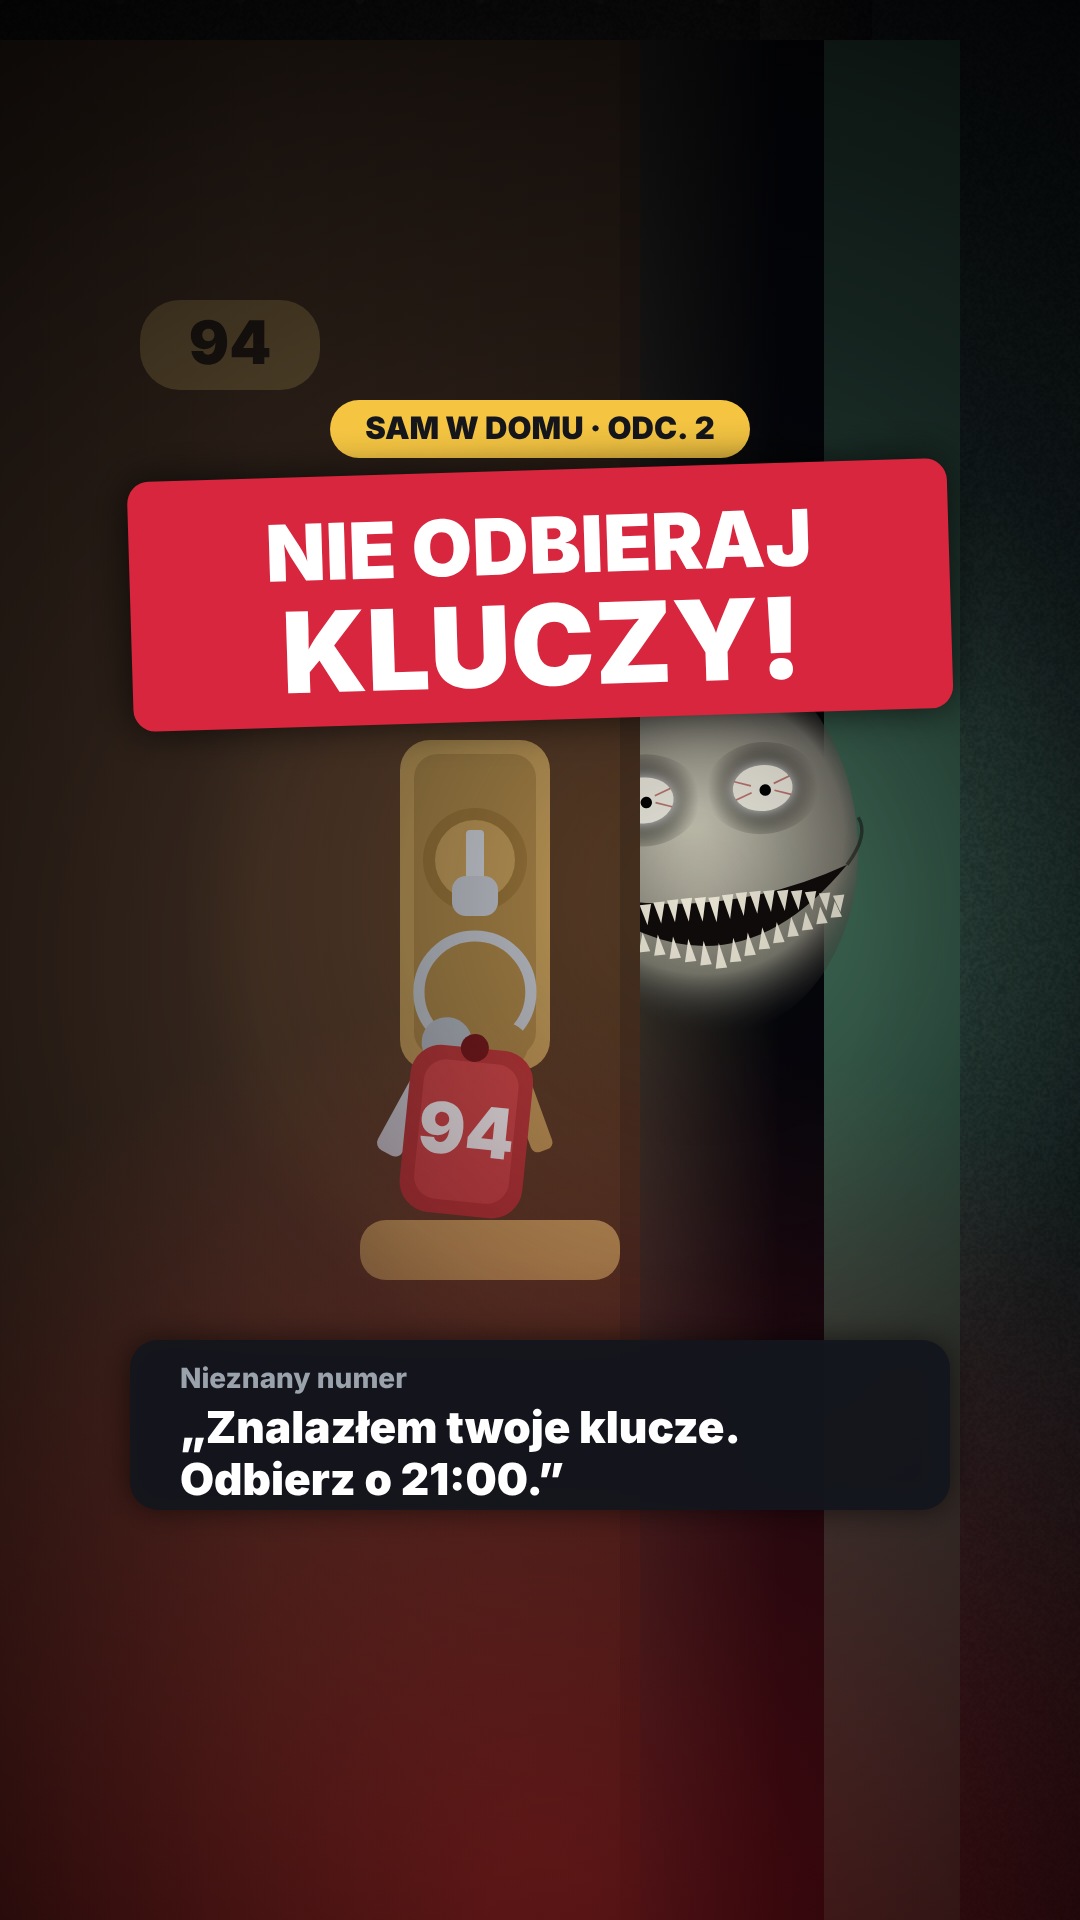 94
SAM W DOMU · ODC. 2
NIE ODBIERAJ
KLUCZY!
94
Nieznany numer
„Znalazłem twoje klucze.
Odbierz o 21:00.”